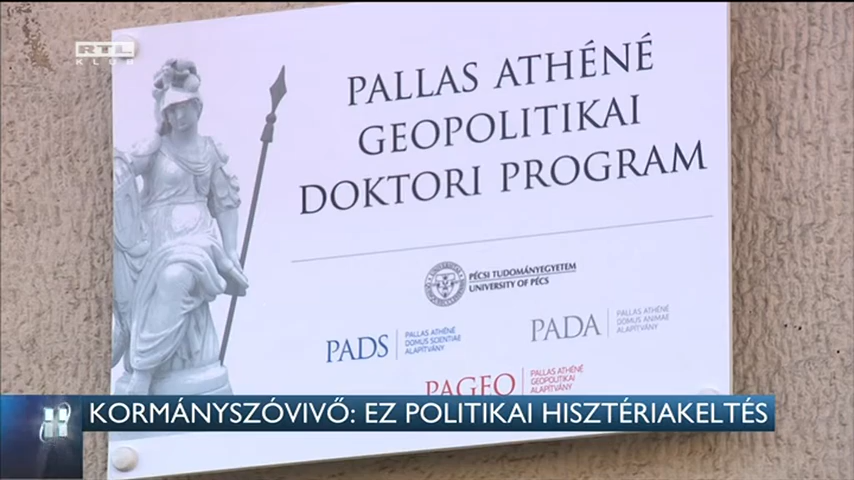 RTL
KLUB
PALLAS ATHÉNÉ
GEOPOLITIKAI
DOKTORI PROGRAM
PÉCSI TUDOMÁNYEGYETEM
UNIVERSITY OF PÉCS
PADS
PALLAS ATHÉNÉ
DOMUS SCIENTIAE
ALAPÍTVÁNY
PADA
PALLAS ATHÉNÉ
DOMUS ANIMAE
ALAPÍTVÁNY
PAGEO
PALLAS ATHÉNÉ
GEOPOLITIKAI
ALAPÍTVÁNY
KORMÁNYSZÓVIVŐ: EZ POLITIKAI HISZTÉRIAKELTÉS